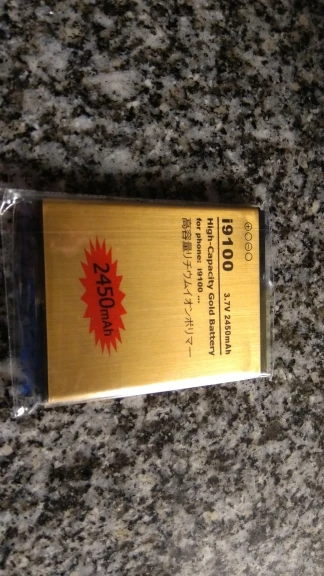 i9100 3.7V 2450mAh
High-Capacity Gold Battery
for phone: i9100 ...
高容量リチウムイオンポリマー
2450mAh